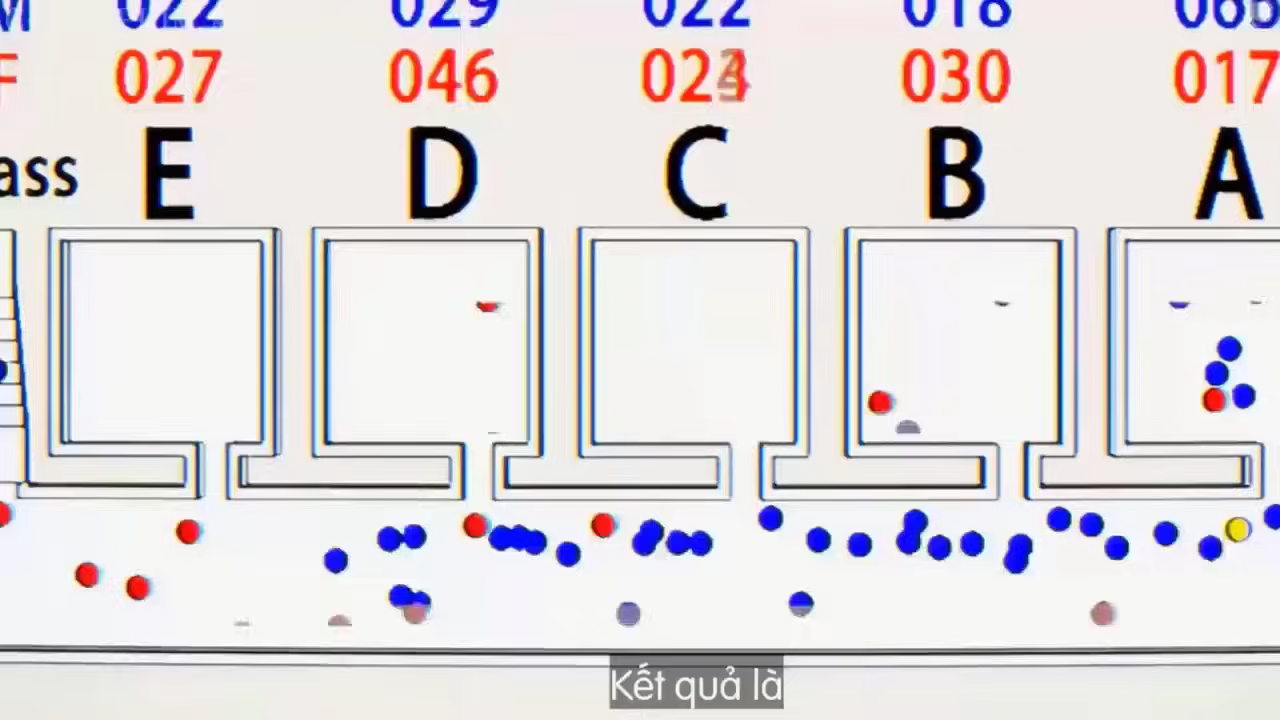 M 022 029 022 018
F 027 046 030 017
ass E D C B A
Kết quả là